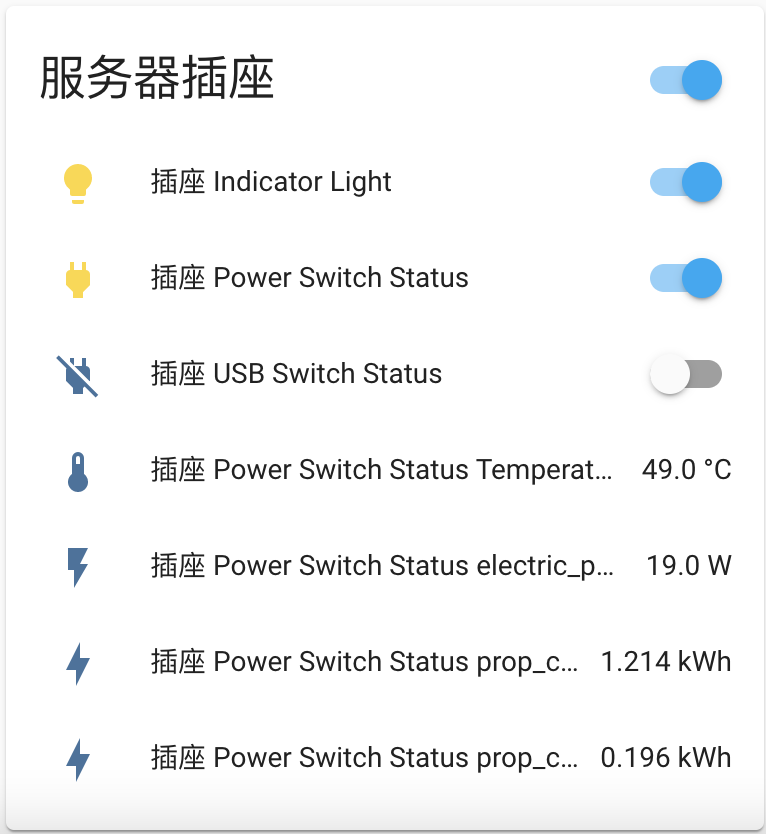 服务器插座
插座 Indicator Light
插座 Power Switch Status
插座 USB Switch Status
插座 Power Switch Status Temperat... 49.0 °C
插座 Power Switch Status electric_p... 19.0 W
插座 Power Switch Status prop_c... 1.214 kWh
插座 Power Switch Status prop_c... 0.196 kWh